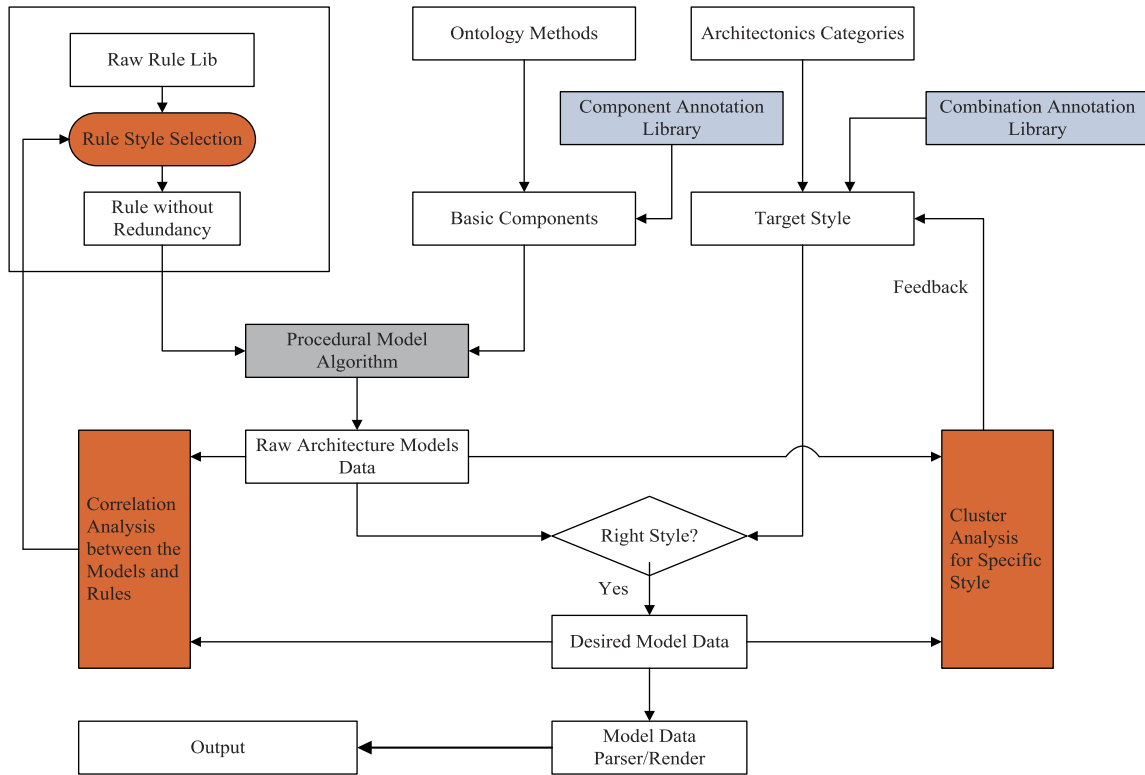 Ontology Methods
Architectonics Categories
Raw Rule Lib
Component Annotation
Library
Combination Annotation
Library
Rule Style Selection
Rule without
Redundancy
Basic Components
Target Style
Feedback
Procedural Model
Algorithm
Raw Architecture Models
Data
Correlation
Analysis
between the
Models and
Rules
Right Style?
Cluster
Analysis
for Specific
Style
Yes
Desired Model Data
Output
Model Data
Parser/Render